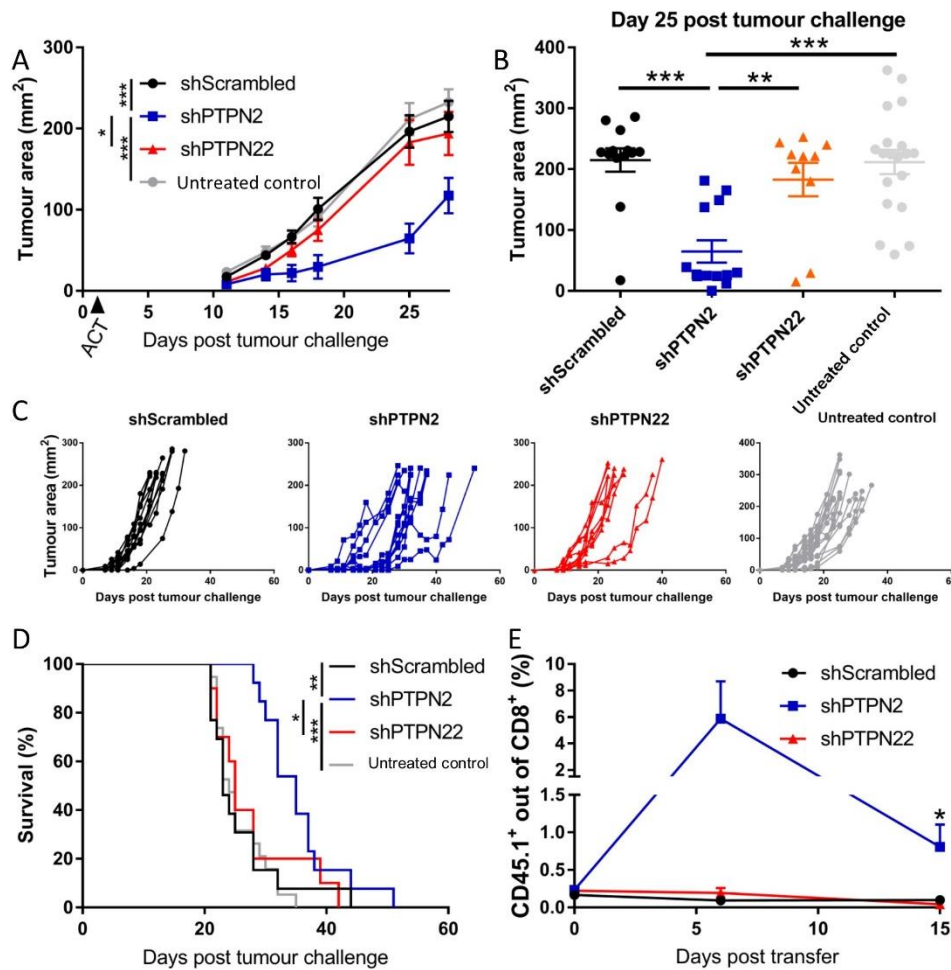 A
Tumour area (mm²)
300
200
100
0
0 5 10 15 20 25
ACT
Days post tumour challenge
shScrambled
shPTPN2
shPTPN22
Untreated control
***
*
***
B
Day 25 post tumour challenge
Tumour area (mm²)
400
300
200
100
0
***
*** **
shScrambled
shPTPN2
shPTPN22
Untreated control
C
shScrambled
Tumour area (mm²)
300
200
100
0
0 20 40 60
Days post tumour challenge
shPTPN2
300
200
100
0
0 10 20 30 40 50 60
Days post tumour challenge
shPTPN22
300
200
100
0
0 20 40 60
Days post tumour challenge
Untreated control
400
300
200
100
0
0 20 40 60
Days post tumour challenge
D
Survival (%)
100
80
60
40
20
0
0 20 40 60
Days post tumour challenge
shScrambled
shPTPN2
shPTPN22
Untreated control
**
*
***
E
CD45.1⁺ out of CD8⁺ (%)
10
8
6
4
2
1.0
0.5
0.0
0 5 10 15
Days post transfer
shScrambled
shPTPN2
shPTPN22
*